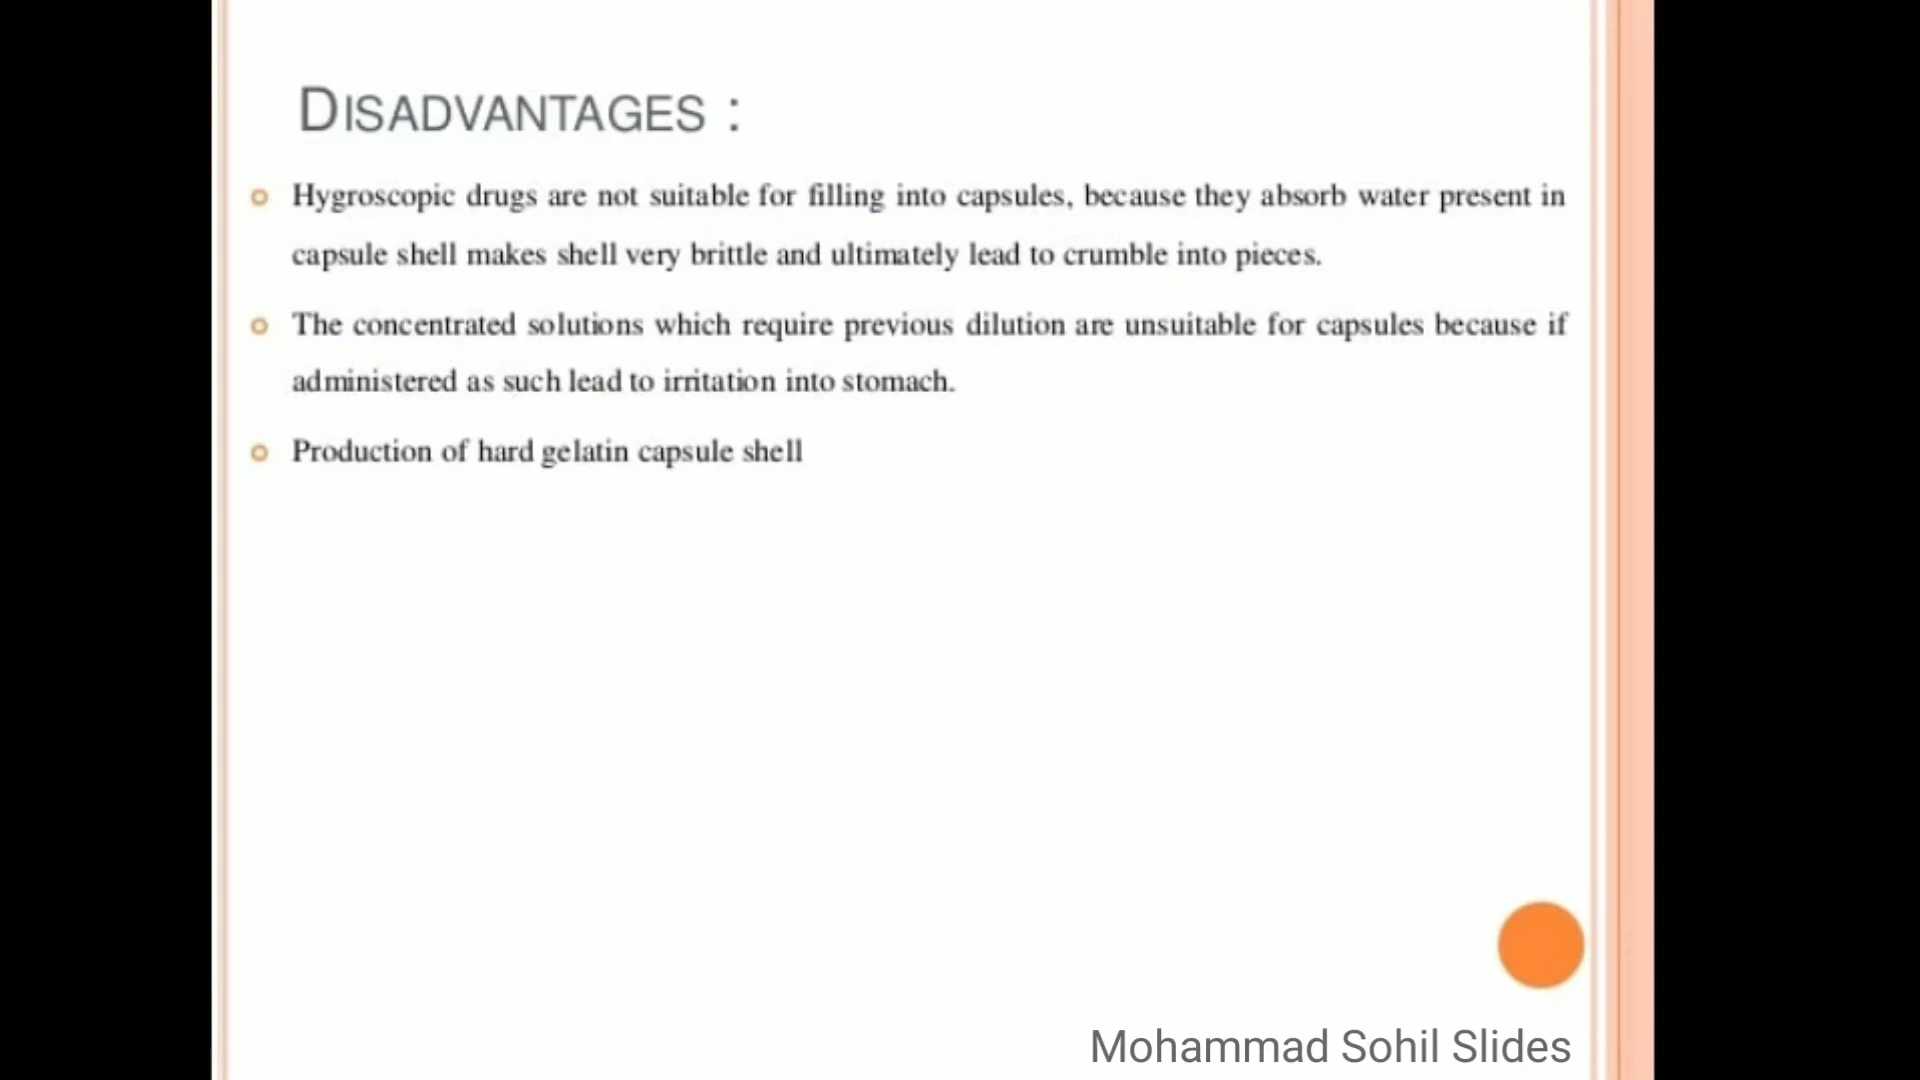 DISADVANTAGES :
Hygroscopic drugs are not suitable for filling into capsules, because they absorb water present in
capsule shell makes shell very brittle and ultimately lead to crumble into pieces.
The concentrated solutions which require previous dilution are unsuitable for capsules because if
administered as such lead to irritation into stomach.
Production of hard gelatin capsule shell
Mohammad Sohil Slides